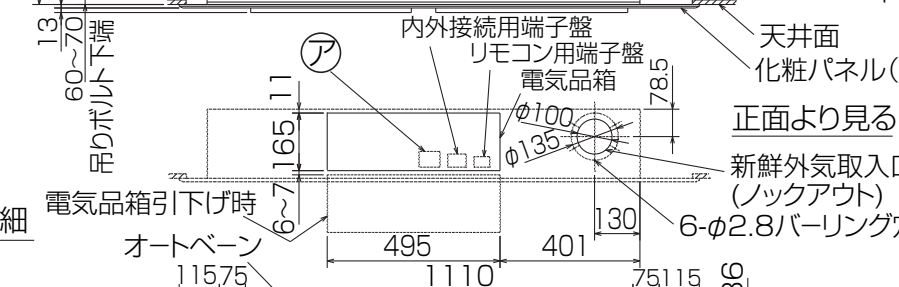 13
60~70
吊りボルト下端
内外接続用端子盤
リモコン用端子盤
電気品箱
ア
天井面
化粧パネル(
正面より見る
11
165
6~7
φ100
φ135
78.5
新鮮外気取入口
(ノックアウト)
6-φ2.8バーリング穴
130
細
電気品箱引下げ時
オートベーン
495
401
1110
115
75
75
115